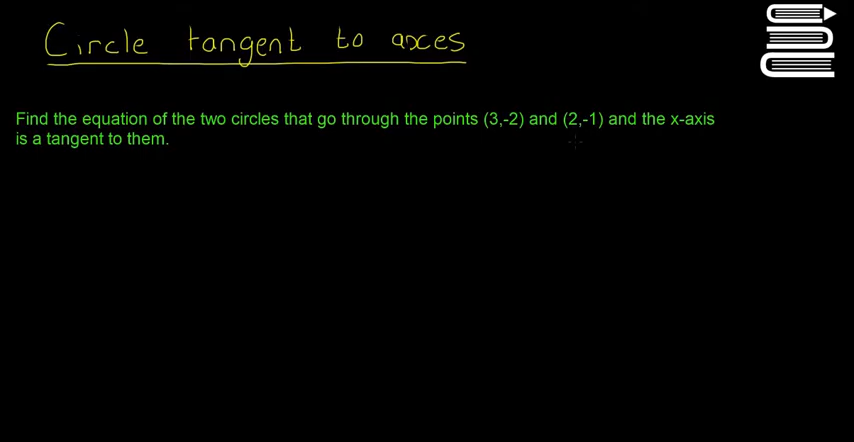 Circle tangent to axes
Find the equation of the two circles that go through the points (3,-2) and (2,-1) and the x-axis
is a tangent to them.